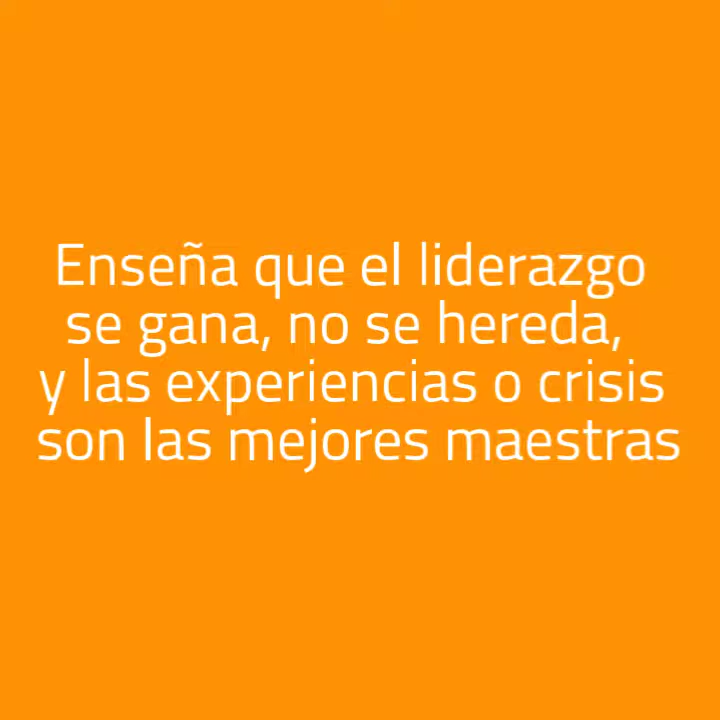 Enseña que el liderazgo
se gana, no se hereda,
y las experiencias o crisis
son las mejores maestras